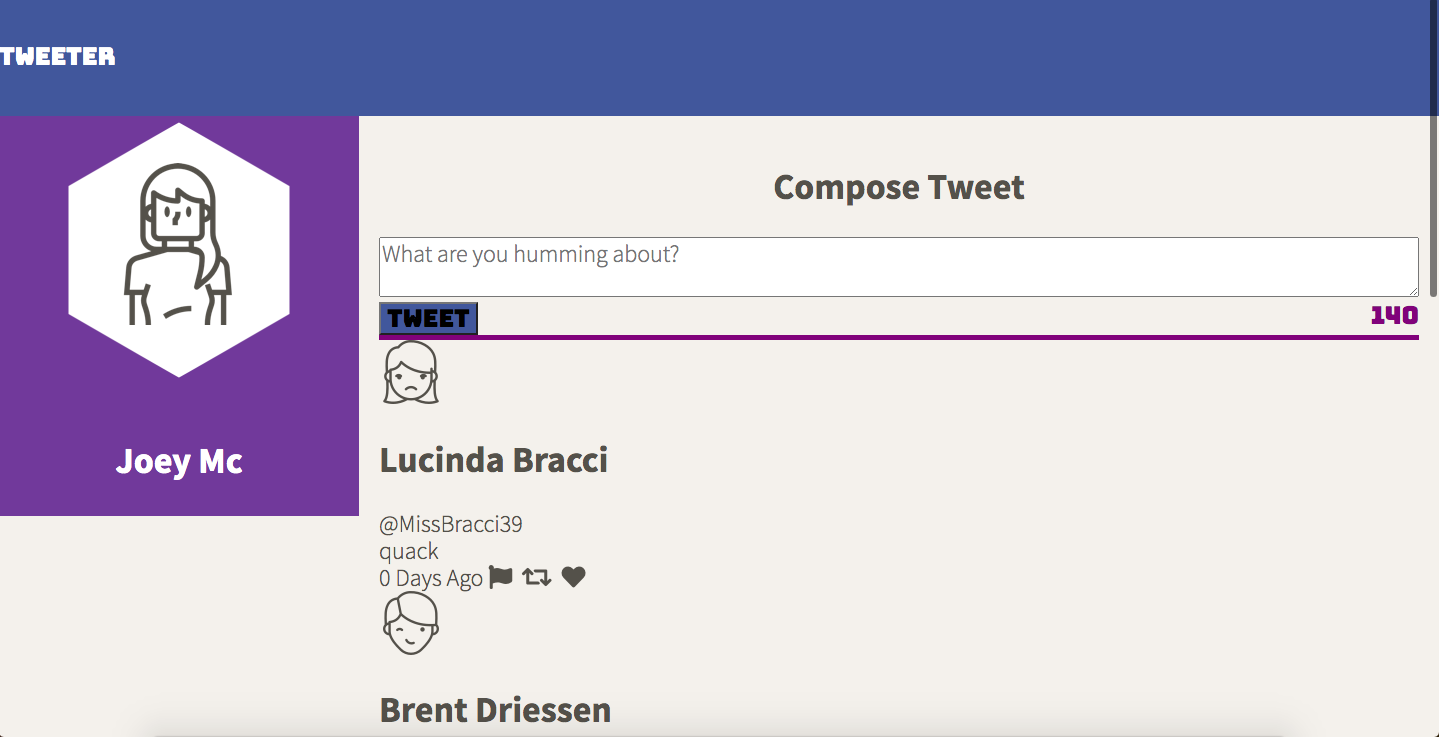 TWEETER
Joey Mc
Compose Tweet
What are you humming about?
TWEET 140
Lucinda Bracci
@MissBracci39
quack
0 Days Ago
Brent Driessen